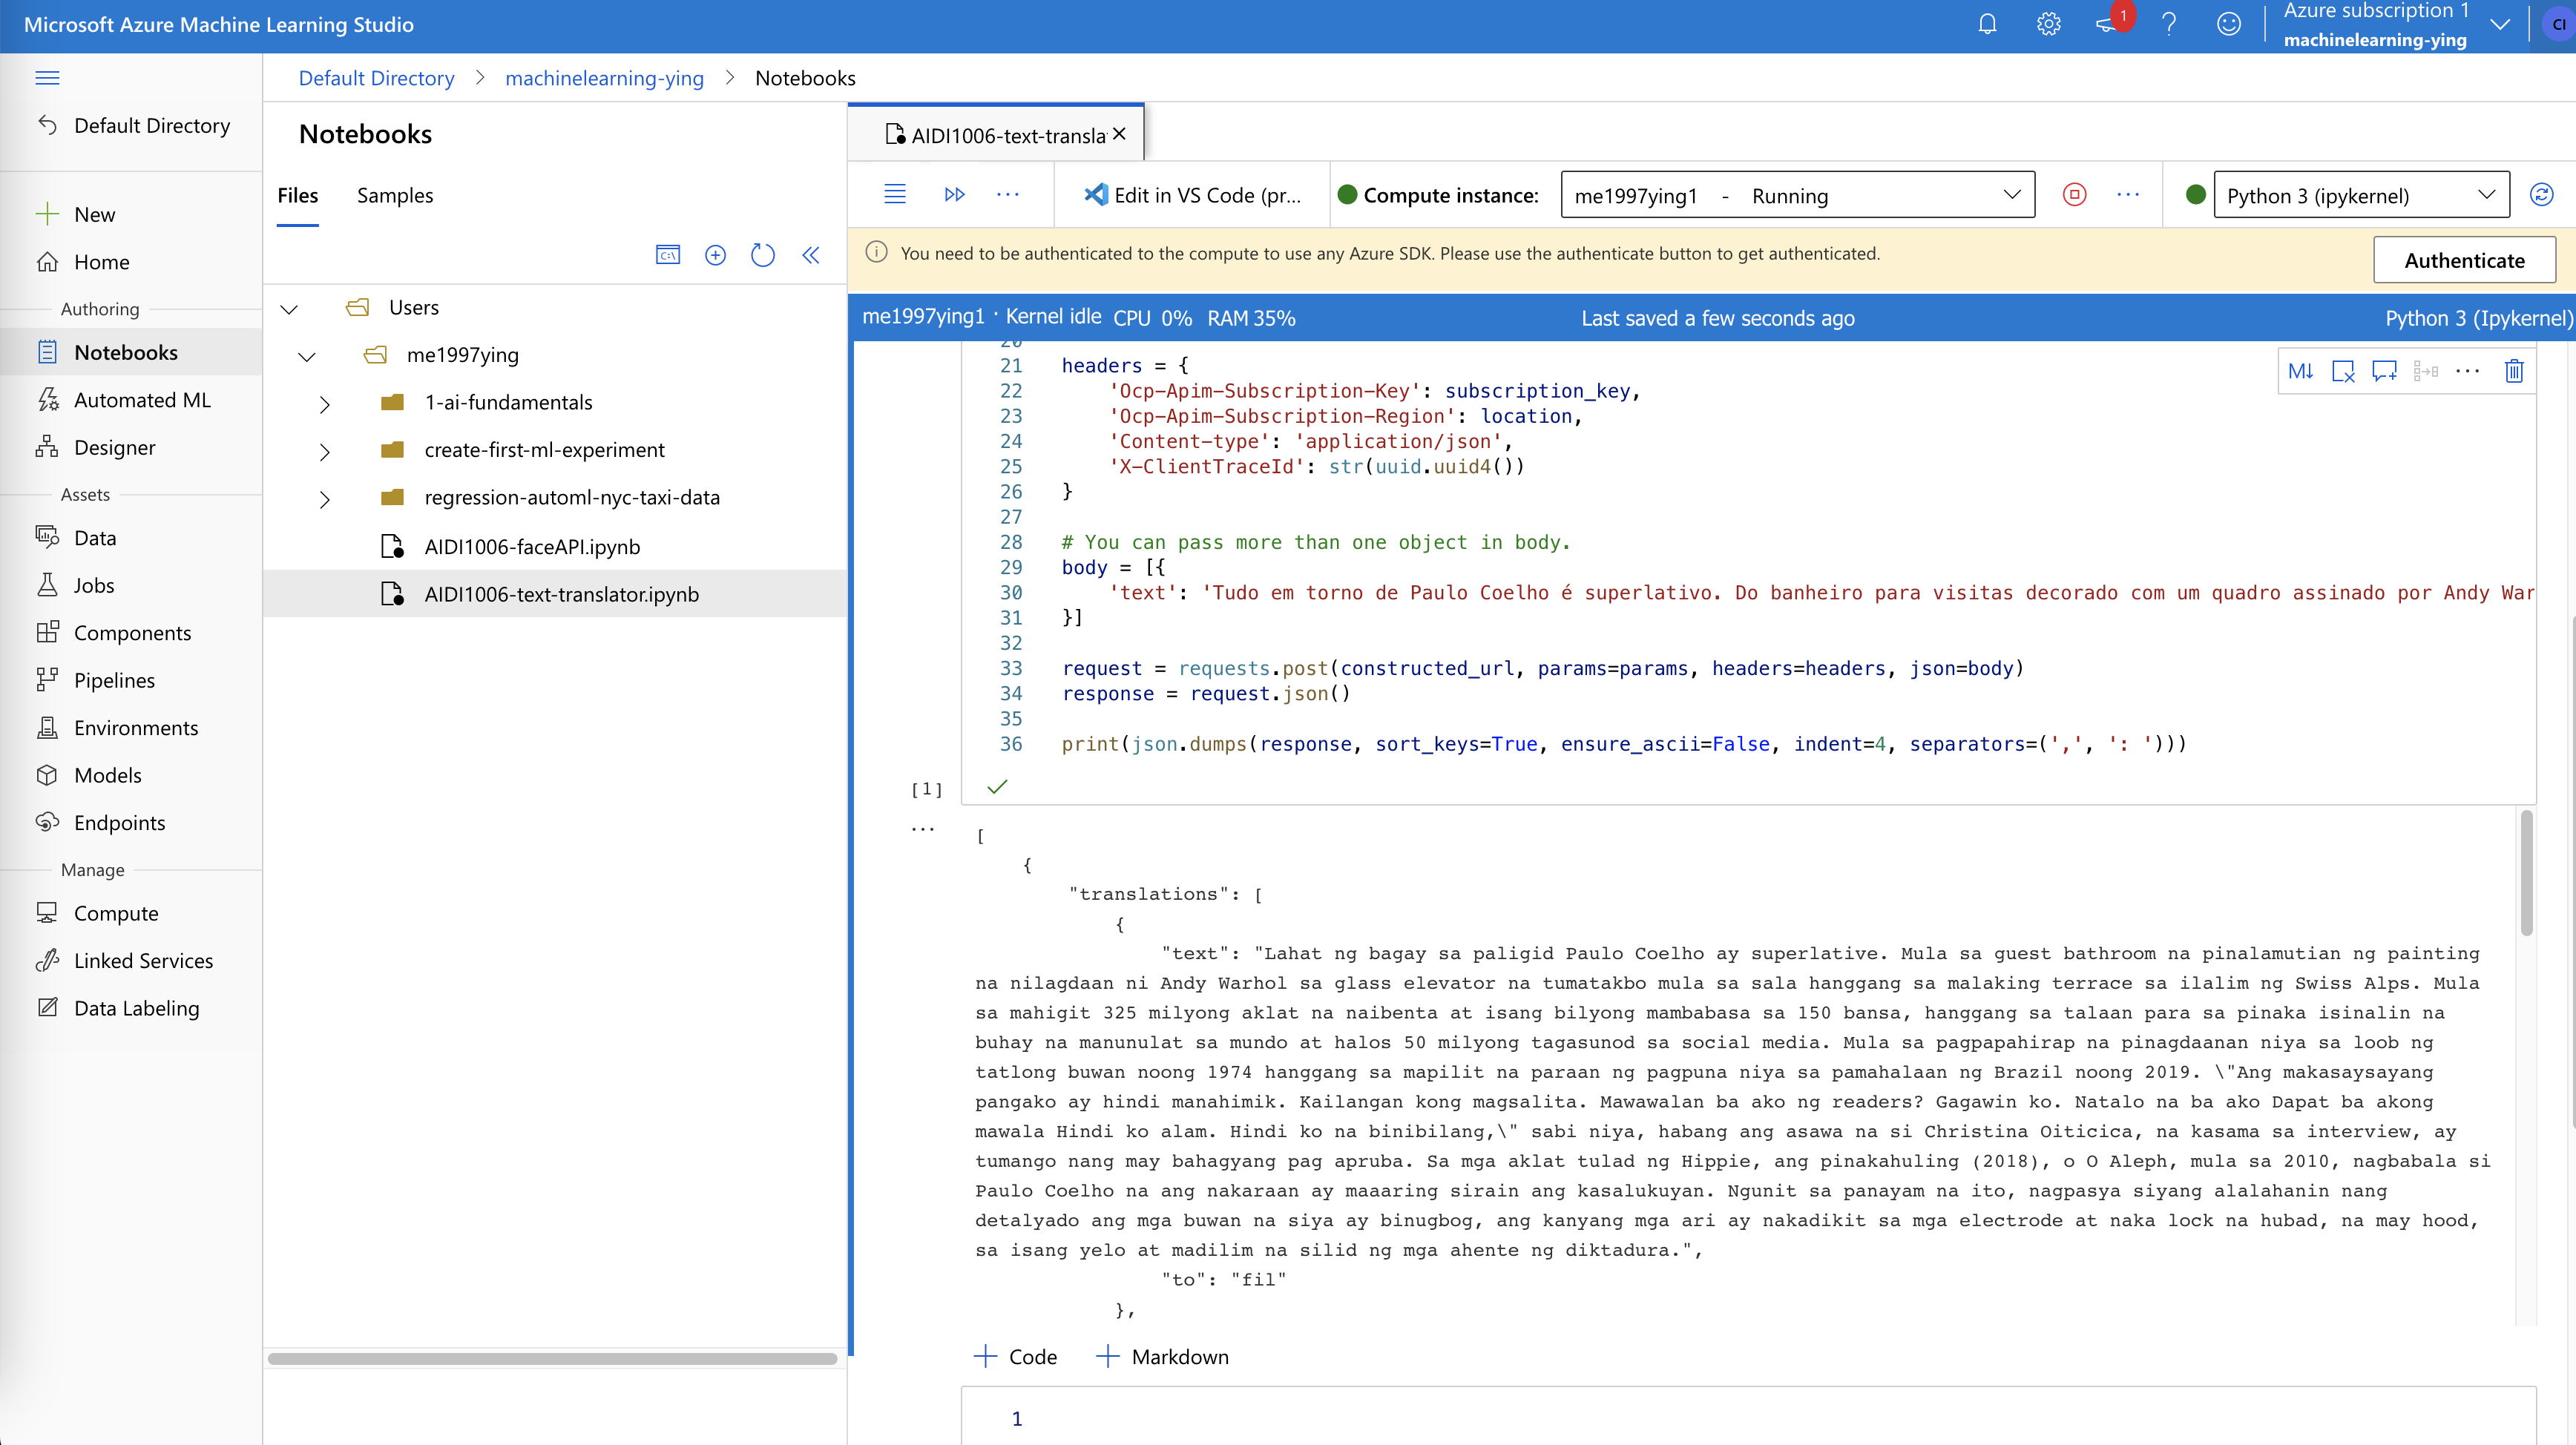 Microsoft Azure Machine Learning Studio
1
Azure subscription 1
machinelearning-ying
CI
Default Directory
New
Home
Authoring
Notebooks
Automated ML
Designer
Assets
Data
Jobs
Components
Pipelines
Environments
Models
Endpoints
Manage
Compute
Linked Services
Data Labeling
Default Directory > machinelearning-ying > Notebooks
Notebooks
Files Samples
Users
me1997ying
1-ai-fundamentals
create-first-ml-experiment
regression-automl-nyc-taxi-data
AIDI1006-faceAPI.ipynb
AIDI1006-text-translator.ipynb
AIDI1006-text-transla
Edit in VS Code (pr... Compute instance: me1997ying1 - Running Python 3 (ipykernel)
You need to be authenticated to the compute to use any Azure SDK. Please use the authenticate button to get authenticated. Authenticate
me1997ying1 · Kernel idle CPU 0% RAM 35% Last saved a few seconds ago Python 3 (Ipykernel)
20
21 headers = {
22 'Ocp-Apim-Subscription-Key': subscription_key,
23 'Ocp-Apim-Subscription-Region': location,
24 'Content-type': 'application/json',
25 'X-ClientTraceId': str(uuid.uuid4())
26 }
27
28 # You can pass more than one object in body.
29 body = [{
30 'text': 'Tudo em torno de Paulo Coelho é superlativo. Do banheiro para visitas decorado com um quadro assinado por Andy War
31 }]
32
33 request = requests.post(constructed_url, params=params, headers=headers, json=body)
34 response = request.json()
35
36 print(json.dumps(response, sort_keys=True, ensure_ascii=False, indent=4, separators=(',', ': ')))
[1]
...
[
{
"translations": [
{
"text": "Lahat ng bagay sa paligid Paulo Coelho ay superlative. Mula sa guest bathroom na pinalamutian ng painting
na nilagdaan ni Andy Warhol sa glass elevator na tumatakbo mula sa sala hanggang sa malaking terrace sa ilalim ng Swiss Alps. Mula
sa mahigit 325 milyong aklat na naibenta at isang bilyong mambabasa sa 150 bansa, hanggang sa talaan para sa pinaka isinalin na
buhay na manunulat sa mundo at halos 50 milyong tagasunod sa social media. Mula sa pagpapahirap na pinagdaanan niya sa loob ng
tatlong buwan noong 1974 hanggang sa mapilit na paraan ng pagpuna niya sa pamahalaan ng Brazil noong 2019. \"Ang makasaysayang
pangako ay hindi manahimik. Kailangan kong magsalita. Mawawalan ba ako ng readers? Gagawin ko. Natalo na ba ako Dapat ba akong
mawala Hindi ko alam. Hindi ko na binibilang,\" sabi niya, habang ang asawa na si Christina Oiticica, na kasama sa interview, ay
tumango nang may bahagyang pag apruba. Sa mga aklat tulad ng Hippie, ang pinakahuling (2018), o O Aleph, mula sa 2010, nagbabala si
Paulo Coelho na ang nakaraan ay maaaring sirain ang kasalukuyan. Ngunit sa panayam na ito, nagpasya siyang alalahanin nang
detalyado ang mga buwan na siya ay binugbog, ang kanyang mga ari ay nakadikit sa mga electrode at naka lock na hubad, na may hood,
sa isang yelo at madilim na silid ng mga ahente ng diktadura.",
"to": "fil"
},
+ Code + Markdown
1